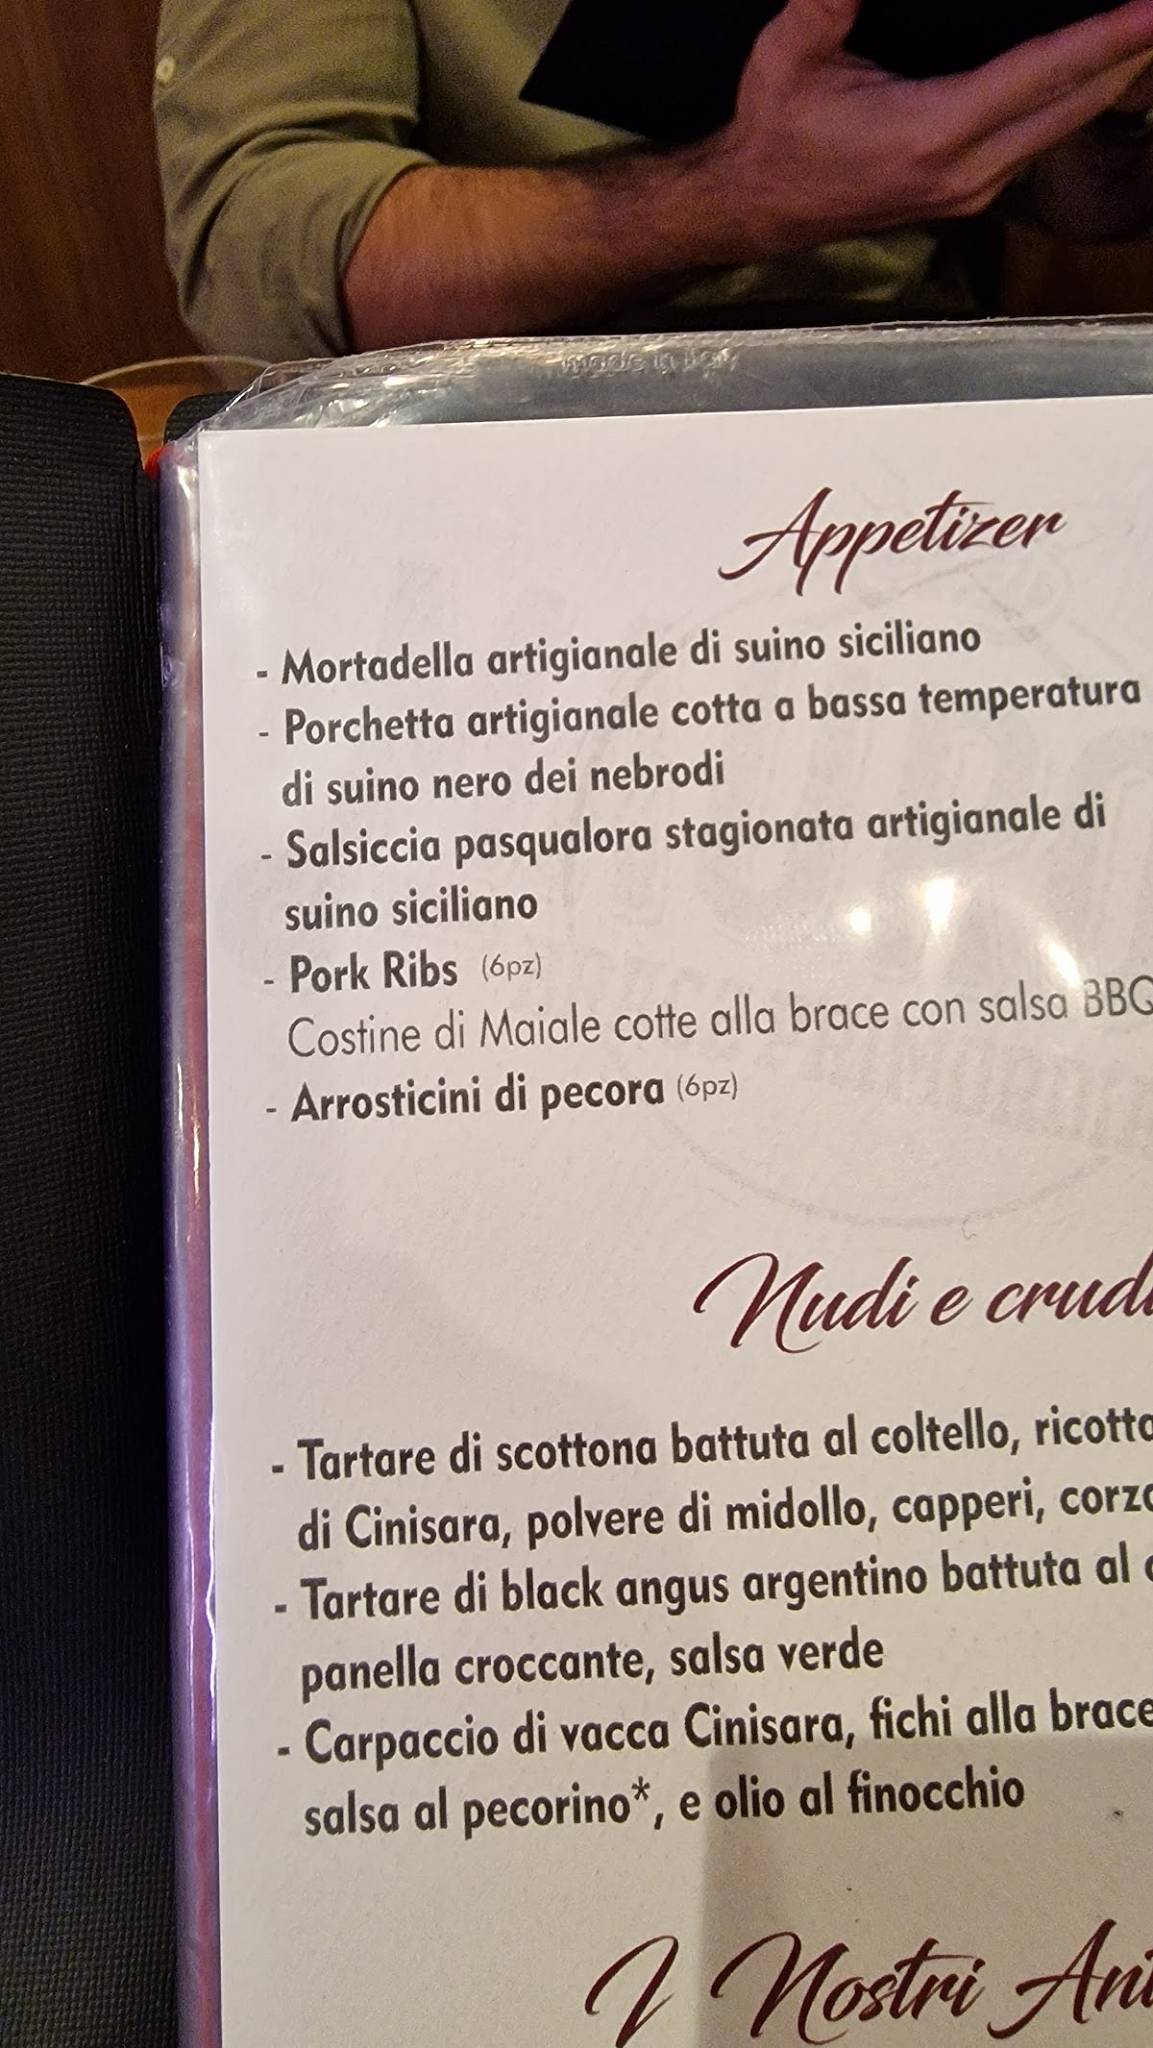 made in Italy
Appetizer
- Mortadella artigianale di suino siciliano
- Porchetta artigianale cotta a bassa temperatura
di suino nero dei nebrodi
- Salsiccia pasqualora stagionata artigianale di
suino siciliano
- Pork Ribs (6pz)
Costine di Maiale cotte alla brace con salsa BBQ
- Arrosticini di pecora (6pz)
Nudi e crudi
- Tartare di scottona battuta al coltello, ricotta
di Cinisara, polvere di midollo, capperi,
- Tartare di black angus argentino battuta al
panella croccante, salsa verde
- Carpaccio di vacca Cinisara, fichi alla brace
salsa al pecorino*, e olio al finocchio
I Nostri